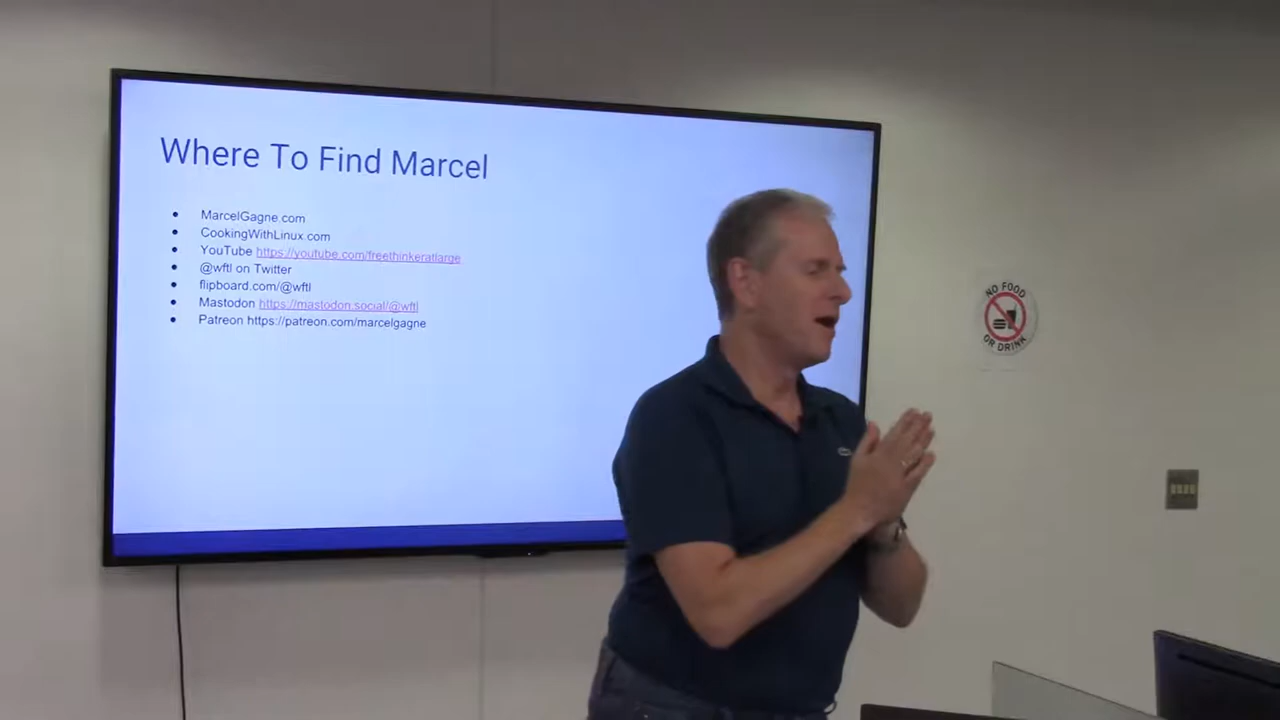 Where To Find Marcel
MarcelGagne.com
CookingWithLinux.com
YouTube https://youtube.com/freethinkeratlarge
@wftl on Twitter
flipboard.com/@wftl
Mastodon https://mastodon.social/@wftl
Patreon https://patreon.com/marcelgagne
NO FOOD
OR DRINK